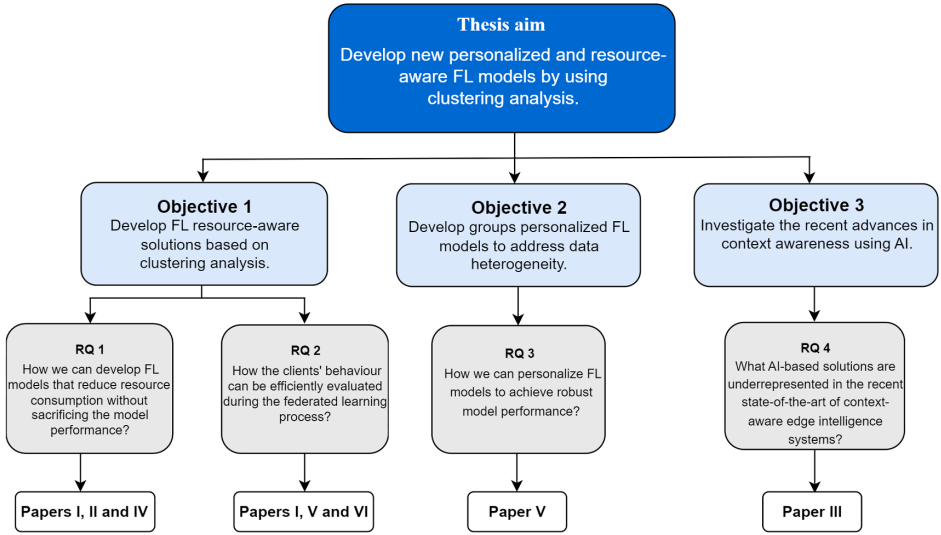 Thesis aim
Develop new personalized and resource-
aware FL models by using
clustering analysis.
Objective 1
Develop FL resource-aware
solutions based on
clustering analysis.
Objective 2
Develop groups personalized FL
models to address data
heterogeneity.
Objective 3
Investigate the recent advances in
context awareness using AI.
RQ 1
How we can develop FL
models that reduce resource
consumption without
sacrificing the model
performance?
RQ 2
How the clients' behaviour
can be efficiently evaluated
during the federated learning
process?
RQ 3
How we can personalize FL
models to achieve robust
model performance?
RQ 4
What AI-based solutions are
underrepresented in the recent
state-of-the-art of context-
aware edge intelligence
systems?
Papers I, II and IV
Papers I, V and VI
Paper V
Paper III